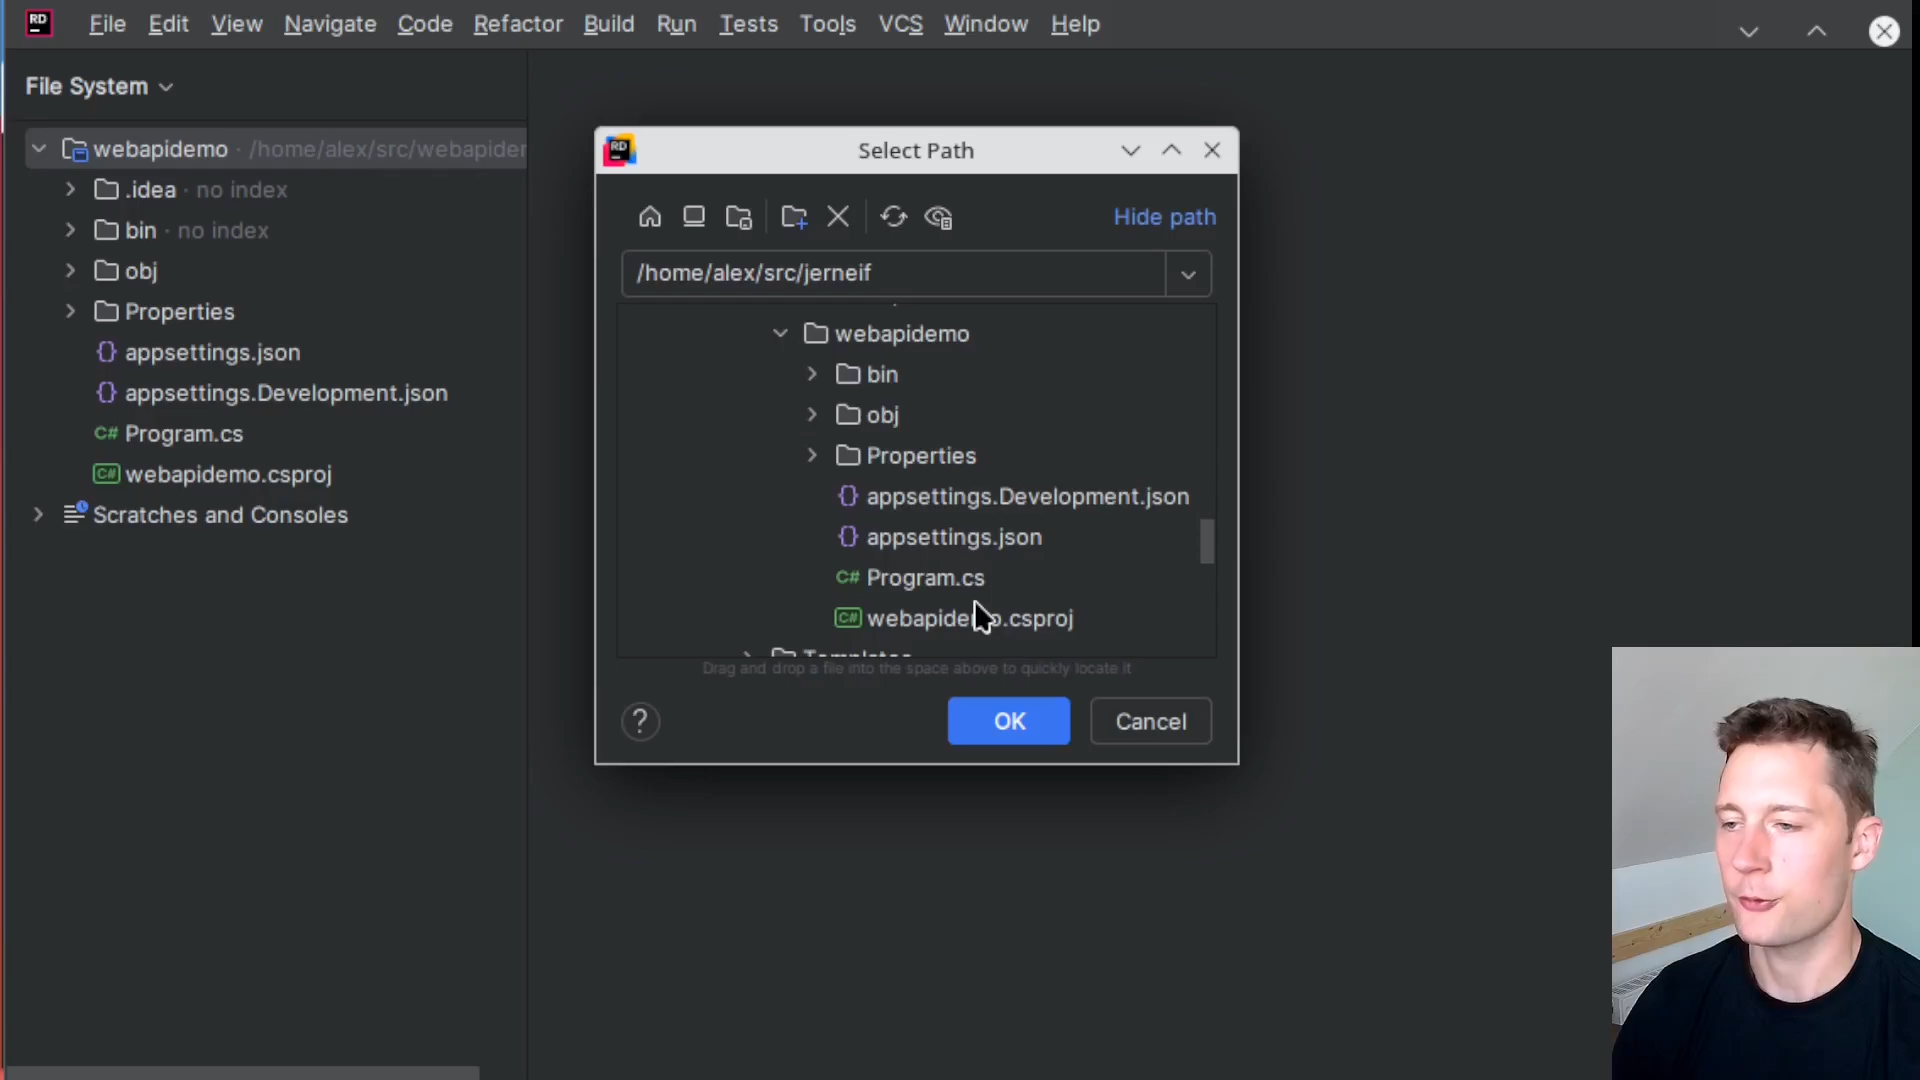 RD File Edit View Navigate Code Refactor Build Run Tests Tools VCS Window Help
File System
webapidemo · /home/alex/src/webapider
.idea · no index
bin · no index
obj
Properties
{} appsettings.json
{} appsettings.Development.json
C# Program.cs
C# webapidemo.csproj
Scratches and Consoles
RD Select Path
Hide path
/home/alex/src/jerneif
webapidemo
bin
obj
Properties
{} appsettings.Development.json
{} appsettings.json
C# Program.cs
C# webapidemo.csproj
Templates
Drag and drop a file into the space above to quickly locate it
? OK Cancel